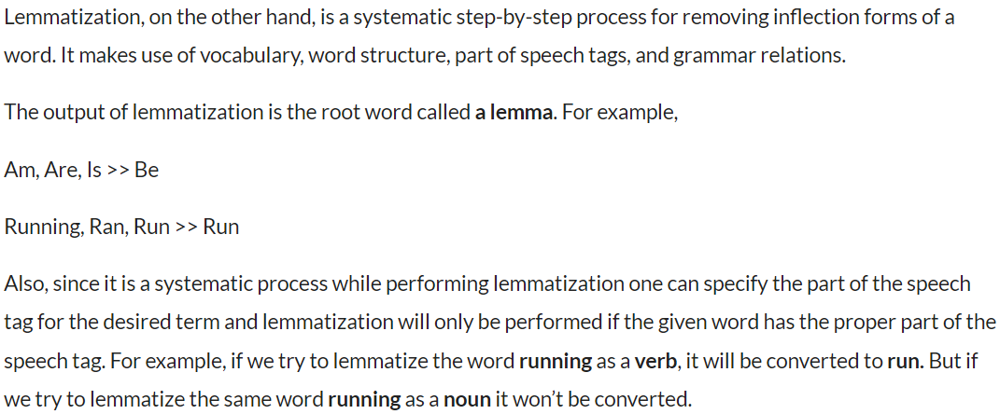 Lemmatization, on the other hand, is a systematic step-by-step process for removing inflection forms of a
word. It makes use of vocabulary, word structure, part of speech tags, and grammar relations.
The output of lemmatization is the root word called a lemma. For example,
Am, Are, Is >> Be
Running, Ran, Run >> Run
Also, since it is a systematic process while performing lemmatization one can specify the part of the speech
tag for the desired term and lemmatization will only be performed if the given word has the proper part of the
speech tag. For example, if we try to lemmatize the word running as a verb, it will be converted to run. But if
we try to lemmatize the same word running as a noun it won’t be converted.